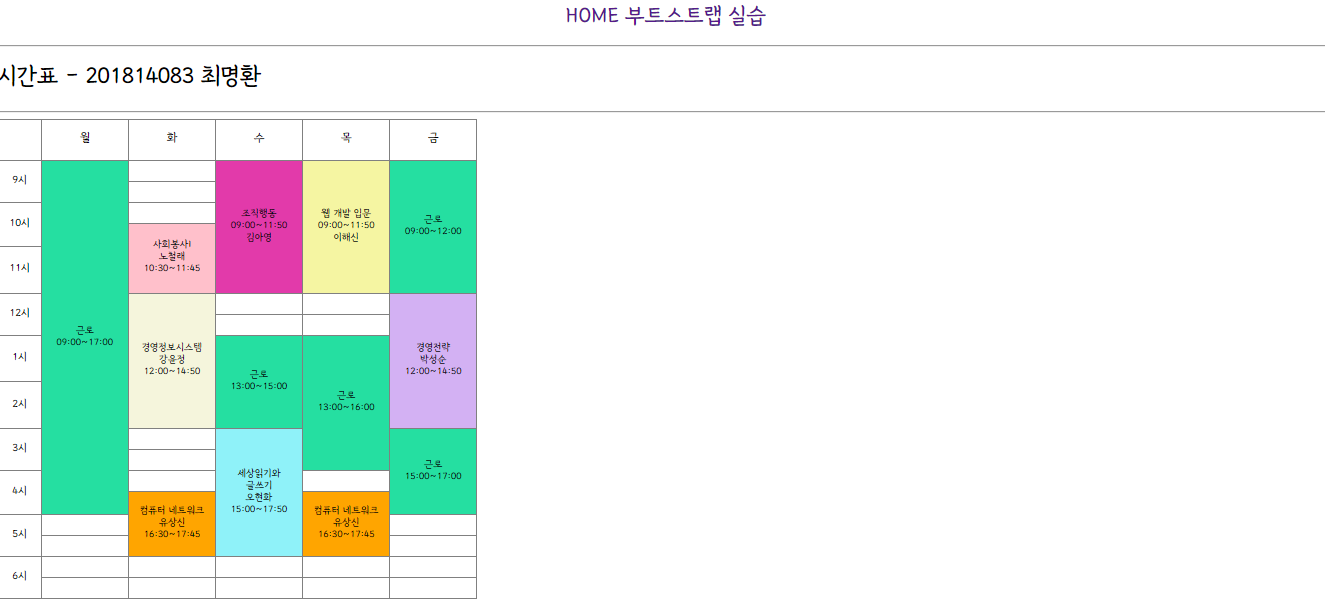 HOME 부트스트랩 실습
시간표 - 201814083 최명환
월 화 수 목 금
9시
10시
11시
12시
1시
2시
3시
4시
5시
6시
근로
09:00~17:00
사회봉사I
노철래
10:30~11:45
경영정보시스템
강윤정
12:00~14:50
컴퓨터 네트워크
유상신
16:30~17:45
조직행동
09:00~11:50
김아영
근로
13:00~15:00
세상읽기와
글쓰기
오현화
15:00~17:50
웹 개발 입문
09:00~11:50
이해신
근로
13:00~16:00
컴퓨터 네트워크
유상신
16:30~17:45
근로
09:00~12:00
경영전략
박성순
12:00~14:50
근로
15:00~17:00